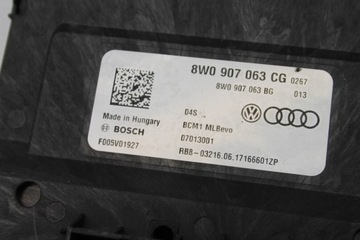 8W0 907 063 CG 0267
8W0 907 063 BG 013
04S
Made in Hungary
BCM1 MLBevo
BOSCH
07013001
F005V01927
RB8-03216.06.17166601ZP